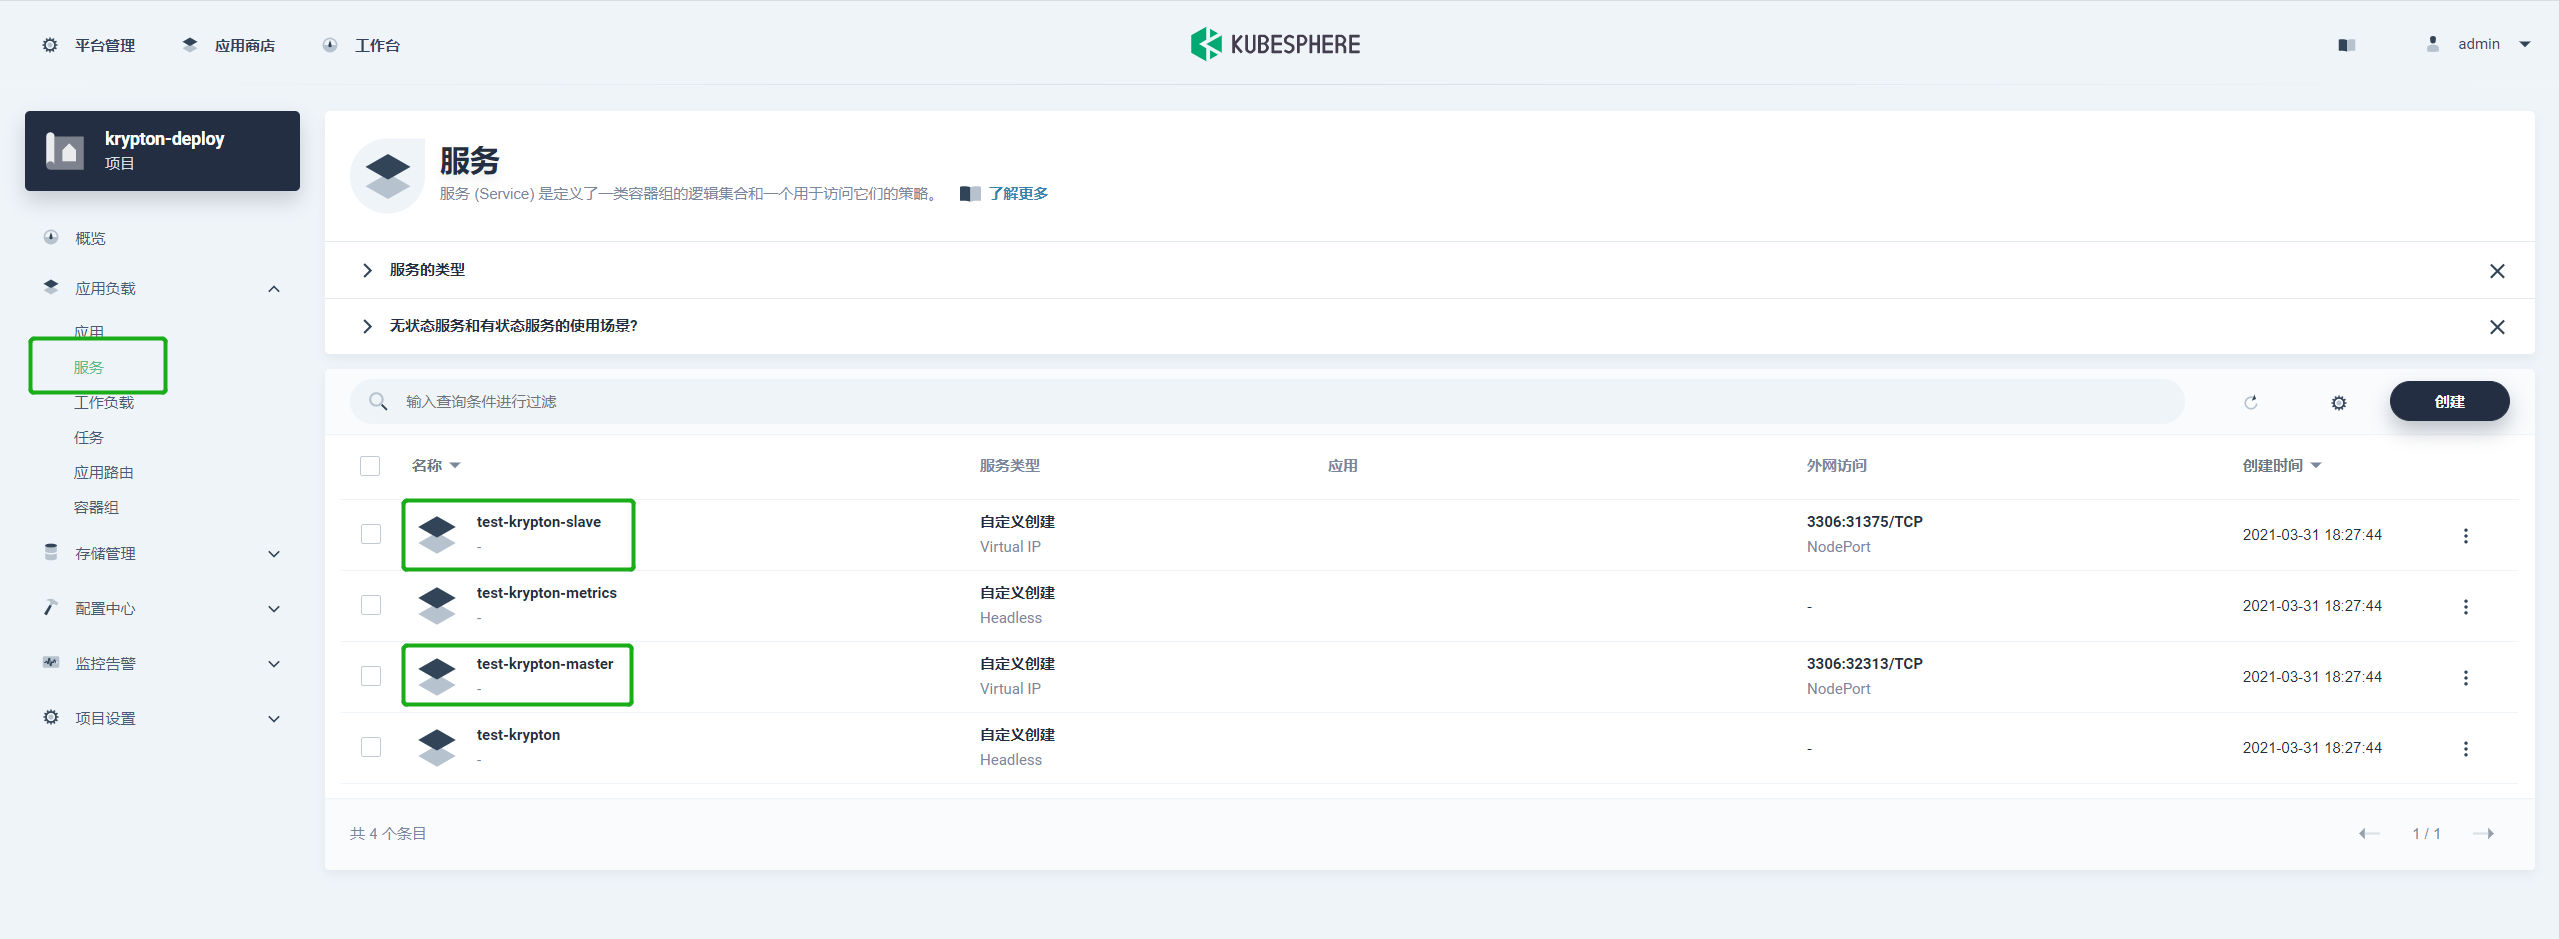 平台管理
应用商店
工作台
KUBESPHERE
admin
krypton-deploy
项目
概览
应用负载
应用
服务
工作负载
任务
应用路由
容器组
存储管理
配置中心
监控告警
项目设置
服务
服务 (Service) 是定义了一类容器组的逻辑集合和一个用于访问它们的策略。 了解更多
服务的类型
无状态服务和有状态服务的使用场景?
输入查询条件进行过滤
创建
名称 服务类型 应用 外网访问 创建时间
test-krypton-slave 自定义创建 3306:31375/TCP 2021-03-31 18:27:44
- Virtual IP NodePort
test-krypton-metrics 自定义创建 - 2021-03-31 18:27:44
- Headless
test-krypton-master 自定义创建 3306:32313/TCP 2021-03-31 18:27:44
- Virtual IP NodePort
test-krypton 自定义创建 - 2021-03-31 18:27:44
- Headless
共 4 个条目
1 / 1